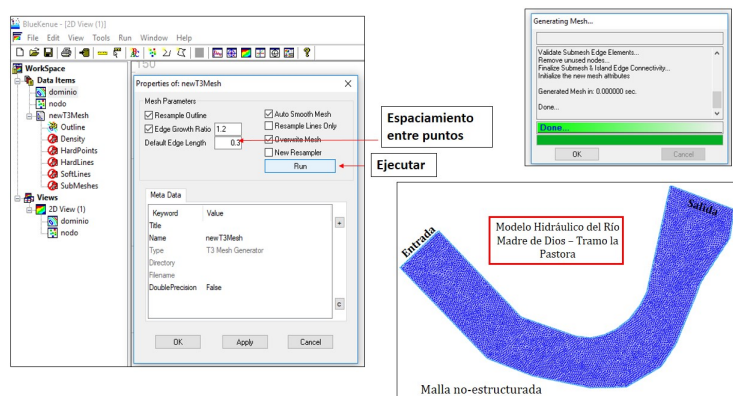 BlueKenue - [2D View (1)]
File Edit View Tools Run Window Help
WorkSpace
Data Items
dominio
nodo
newT3Mesh
Outline
Density
HardPoints
HardLines
SoftLines
SubMeshes
Views
2D View (1)
dominio
nodo
150
Properties of: newT3Mesh
Mesh Parameters
Resample Outline
Edge Growth Ratio 1.2
Default Edge Length 0.3
Auto Smooth Mesh
Resample Lines Only
Overwrite Mesh
New Resampler
Run
Meta Data
Keyword Value
Title
Name newT3Mesh
Type T3 Mesh Generator
Directory
Filename
DoublePrecision False
+
c
OK Apply Cancel
Espaciamiento
entre puntos
Ejecutar
Generating Mesh...
Validate Submesh Edge Elements...
Remove unused nodes...
Finalize Submesh & Island Edge Connectivity...
Initialize the new mesh attributes
Generated Mesh in: 0.000000 sec.
Done...
Done...
OK Cancel
Entrada
Salida
Modelo Hidráulico del Río
Madre de Dios – Tramo la
Pastora
Malla no-estructurada